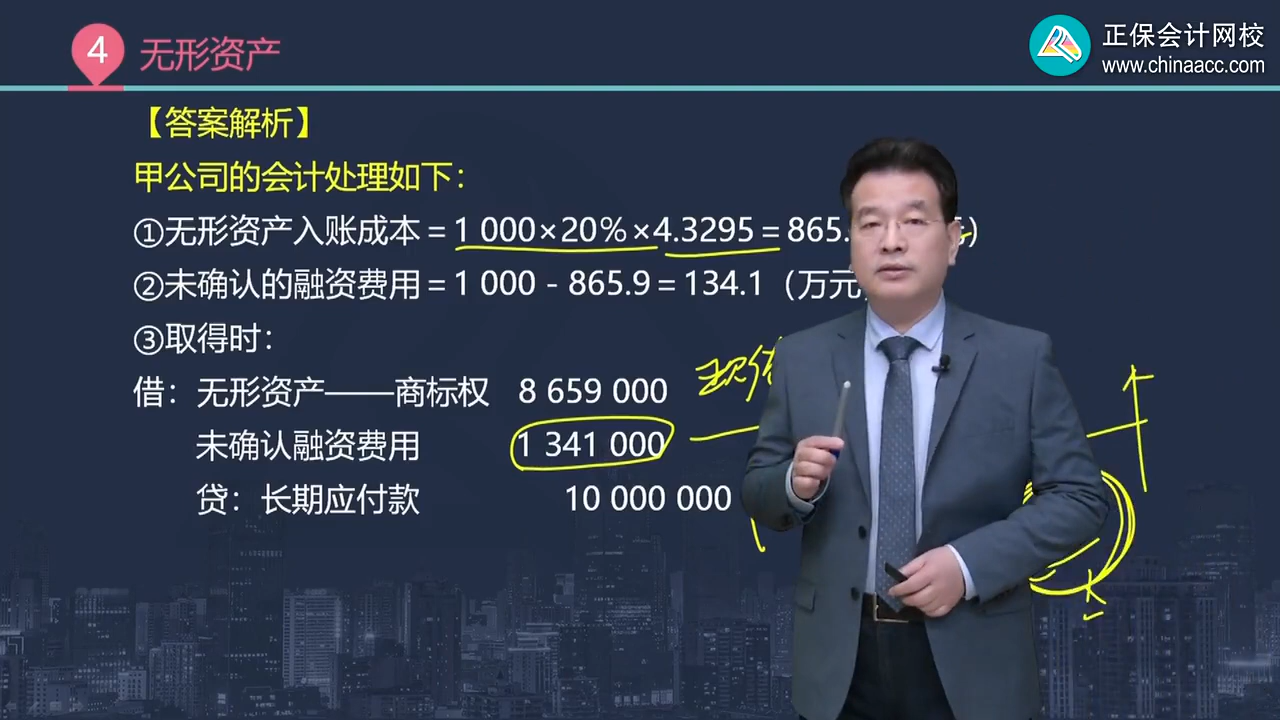 4 无形资产
正保会计网校
www.chinaacc.com
【答案解析】
甲公司的会计处理如下：
①无形资产入账成本＝1 000×20%×4.3295＝865.
②未确认的融资费用＝1 000－865.9＝134.1（万元
③取得时：
借：无形资产——商标权 8 659 000
未确认融资费用 1 341 000
贷：长期应付款 10 000 000